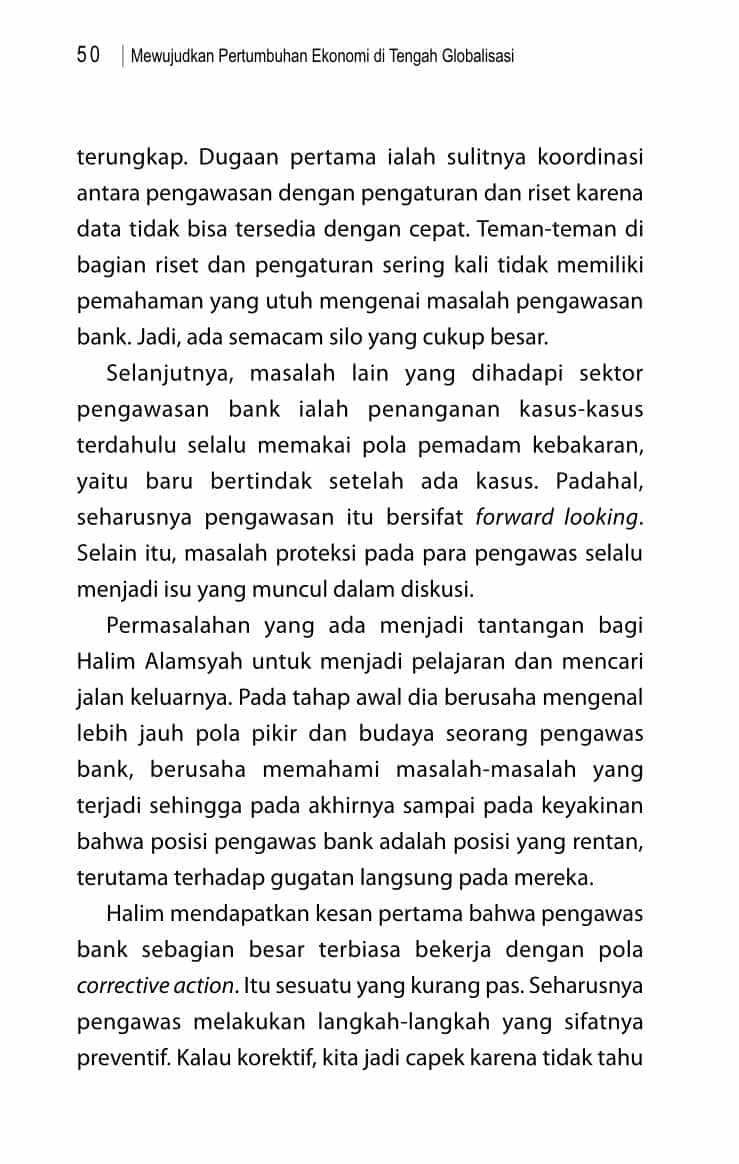 50 | Mewujudkan Pertumbuhan Ekonomi di Tengah Globalisasi
terungkap. Dugaan pertama ialah sulitnya koordinasi
antara pengawasan dengan pengaturan dan riset karena
data tidak bisa tersedia dengan cepat. Teman-teman di
bagian riset dan pengaturan sering kali tidak memiliki
pemahaman yang utuh mengenai masalah pengawasan
bank. Jadi, ada semacam silo yang cukup besar.
Selanjutnya, masalah lain yang dihadapi sektor
pengawasan bank ialah penanganan kasus-kasus
terdahulu selalu memakai pola pemadam kebakaran,
yaitu baru bertindak setelah ada kasus. Padahal,
seharusnya pengawasan itu bersifat forward looking.
Selain itu, masalah proteksi pada para pengawas selalu
menjadi isu yang muncul dalam diskusi.
Permasalahan yang ada menjadi tantangan bagi
Halim Alamsyah untuk menjadi pelajaran dan mencari
jalan keluarnya. Pada tahap awal dia berusaha mengenal
lebih jauh pola pikir dan budaya seorang pengawas
bank, berusaha memahami masalah-masalah yang
terjadi sehingga pada akhirnya sampai pada keyakinan
bahwa posisi pengawas bank adalah posisi yang rentan,
terutama terhadap gugatan langsung pada mereka.
Halim mendapatkan kesan pertama bahwa pengawas
bank sebagian besar terbiasa bekerja dengan pola
corrective action. Itu sesuatu yang kurang pas. Seharusnya
pengawas melakukan langkah-langkah yang sifatnya
preventif. Kalau korektif, kita jadi capek karena tidak tahu